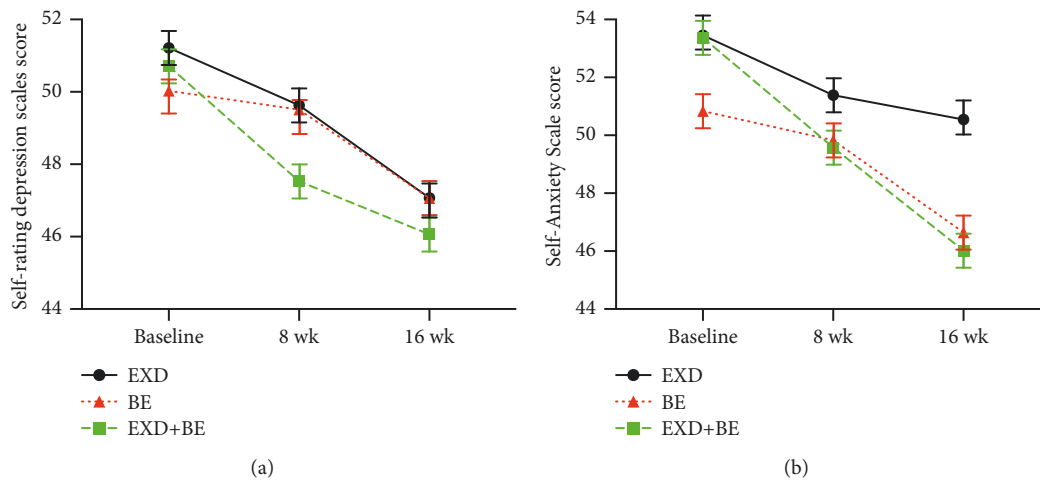 Self-rating depression scales score
52
50
48
46
44
Baseline
8 wk
16 wk
EXD
BE
EXD+BE
(a)
Self-Anxiety Scale score
54
52
50
48
46
44
Baseline
8 wk
16 wk
EXD
BE
EXD+BE
(b)